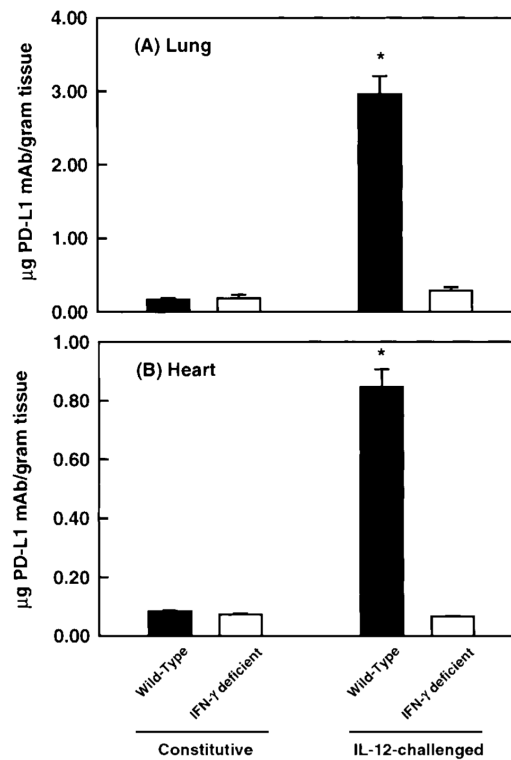 4.00
(A) Lung
*
3.00
2.00
1.00
0.00
µg PD-L1 mAb/gram tissue
1.00
(B) Heart
*
0.80
0.60
0.40
0.20
0.00
µg PD-L1 mAb/gram tissue
Wild-Type
IFN-γ deficient
Wild-Type
IFN-γ deficient
Constitutive
IL-12-challenged